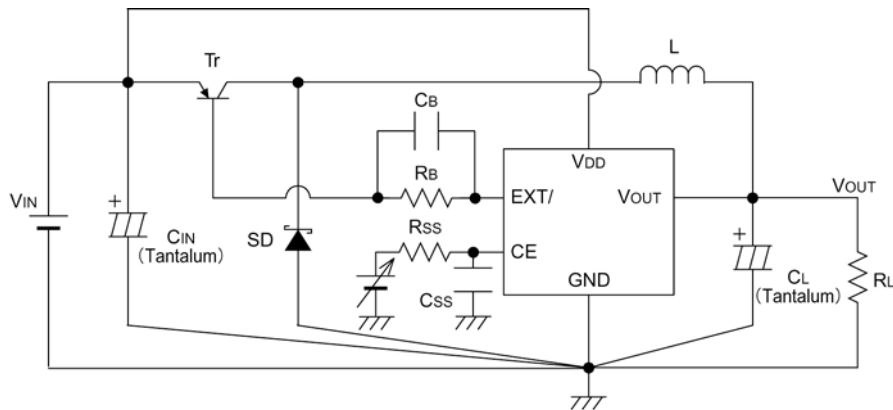 Tr
L
CB
VDD
RB
EXT/
VOUT
VOUT
VIN
+
CIN
(Tantalum)
SD
RSS
CE
+
CSS
GND
CL
(Tantalum)
RL